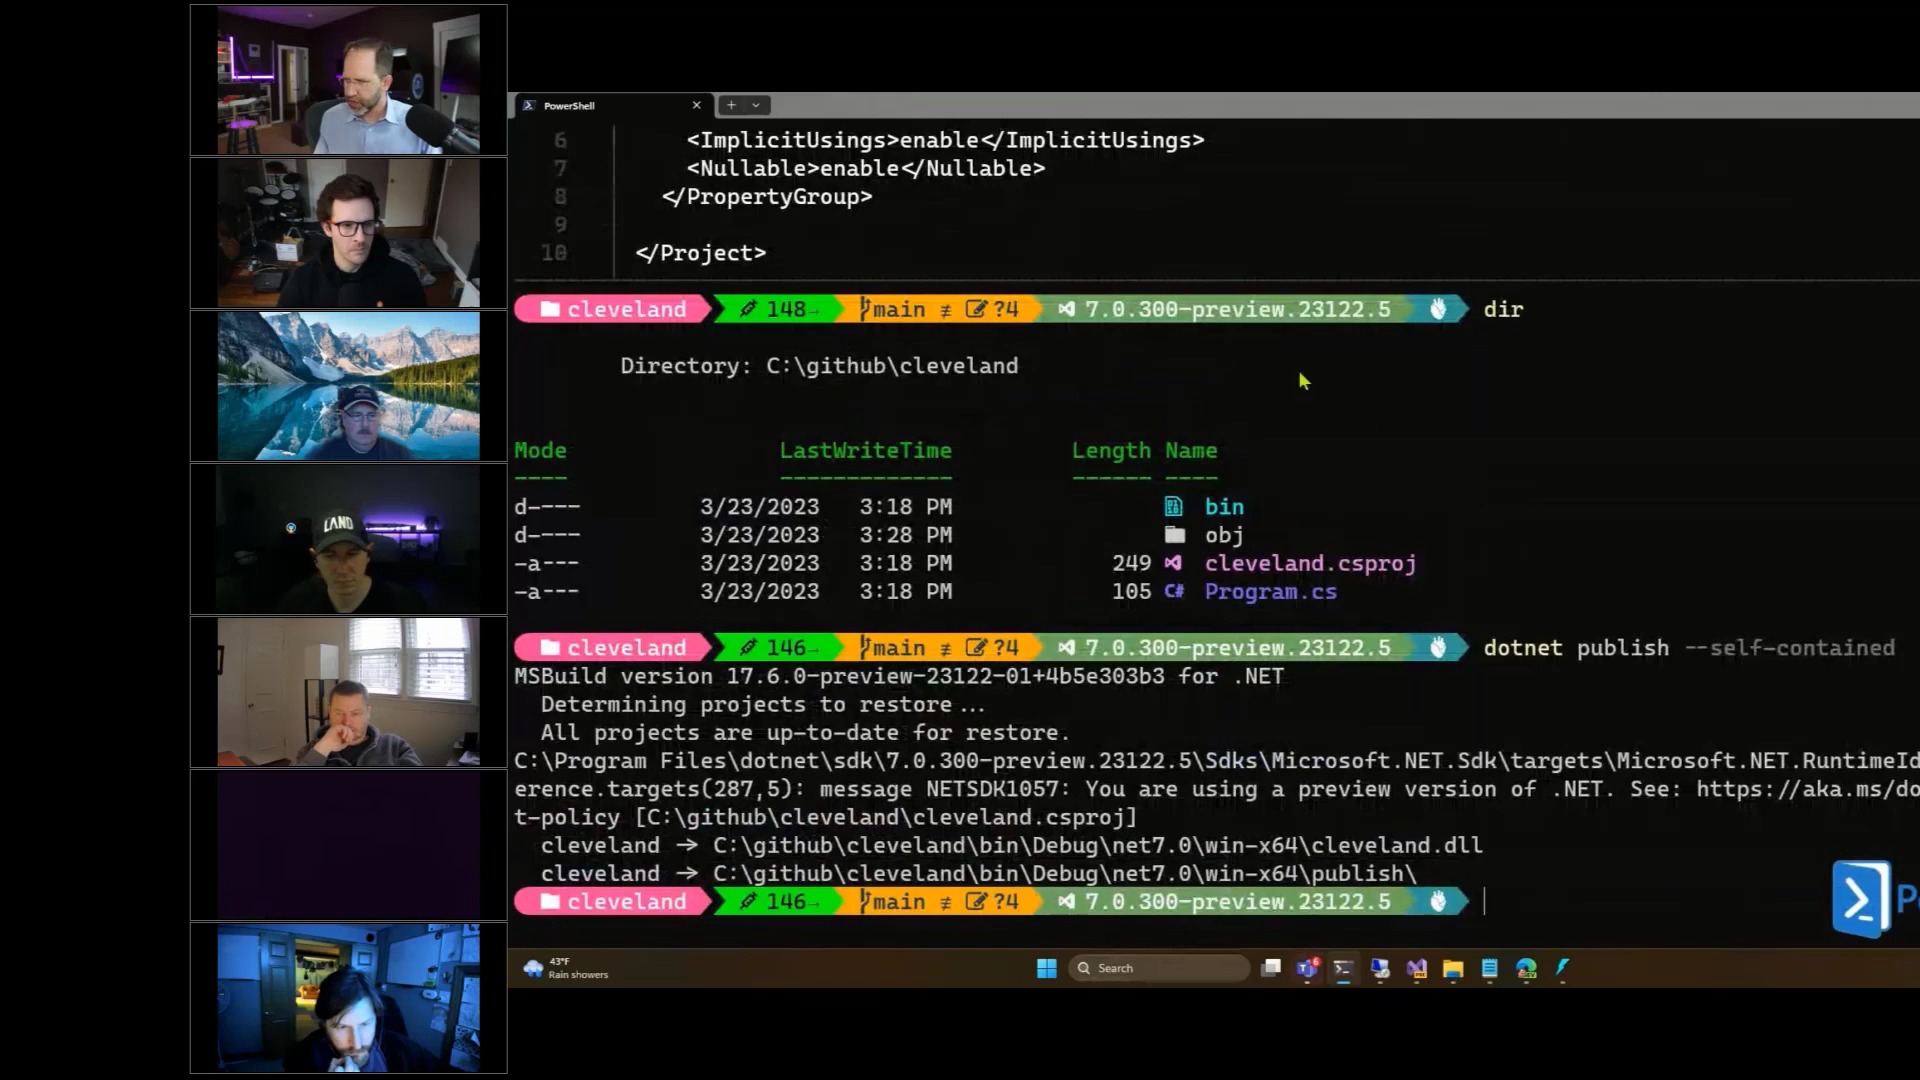 LAND
PowerShell
6 <ImplicitUsings>enable</ImplicitUsings>
7 <Nullable>enable</Nullable>
8 </PropertyGroup>
9
10 </Project>
cleveland 148→ main ≢ ?4 7.0.300-preview.23122.5 dir
Directory: C:\github\cleveland
Mode LastWriteTime Length Name
---- ------------- ------ ----
d---- 3/23/2023 3:18 PM bin
d---- 3/23/2023 3:28 PM obj
-a--- 3/23/2023 3:18 PM 249 cleveland.csproj
-a--- 3/23/2023 3:18 PM 105 C# Program.cs
cleveland 146→ main ≢ ?4 7.0.300-preview.23122.5 dotnet publish --self-contained
MSBuild version 17.6.0-preview-23122-01+4b5e303b3 for .NET
Determining projects to restore...
All projects are up-to-date for restore.
C:\Program Files\dotnet\sdk\7.0.300-preview.23122.5\Sdks\Microsoft.NET.Sdk\targets\Microsoft.NET.RuntimeId
erence.targets(287,5): message NETSDK1057: You are using a preview version of .NET. See: https://aka.ms/do
t-policy [C:\github\cleveland\cleveland.csproj]
cleveland -> C:\github\cleveland\bin\Debug\net7.0\win-x64\cleveland.dll
cleveland -> C:\github\cleveland\bin\Debug\net7.0\win-x64\publish\
cleveland 146→ main ≢ ?4 7.0.300-preview.23122.5
43°F
Rain showers
Search